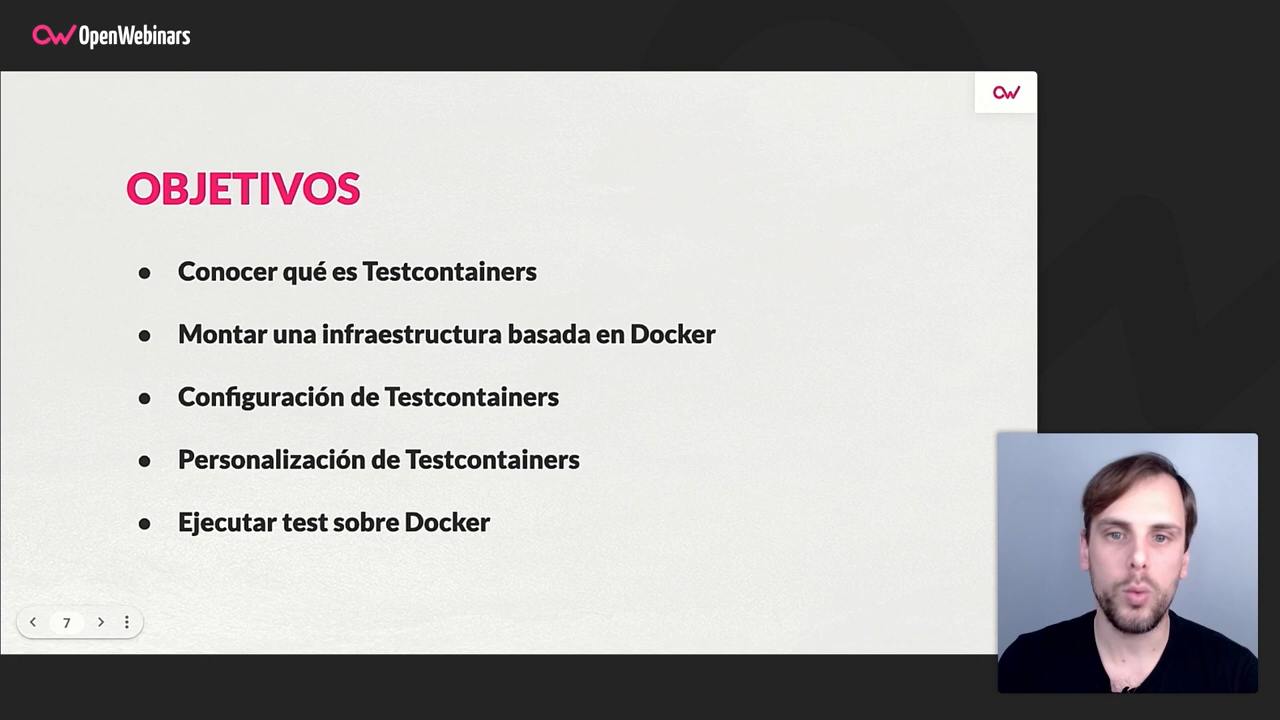 OpenWebinars
OBJETIVOS
● Conocer qué es Testcontainers
● Montar una infraestructura basada en Docker
● Configuración de Testcontainers
● Personalización de Testcontainers
● Ejecutar test sobre Docker
7